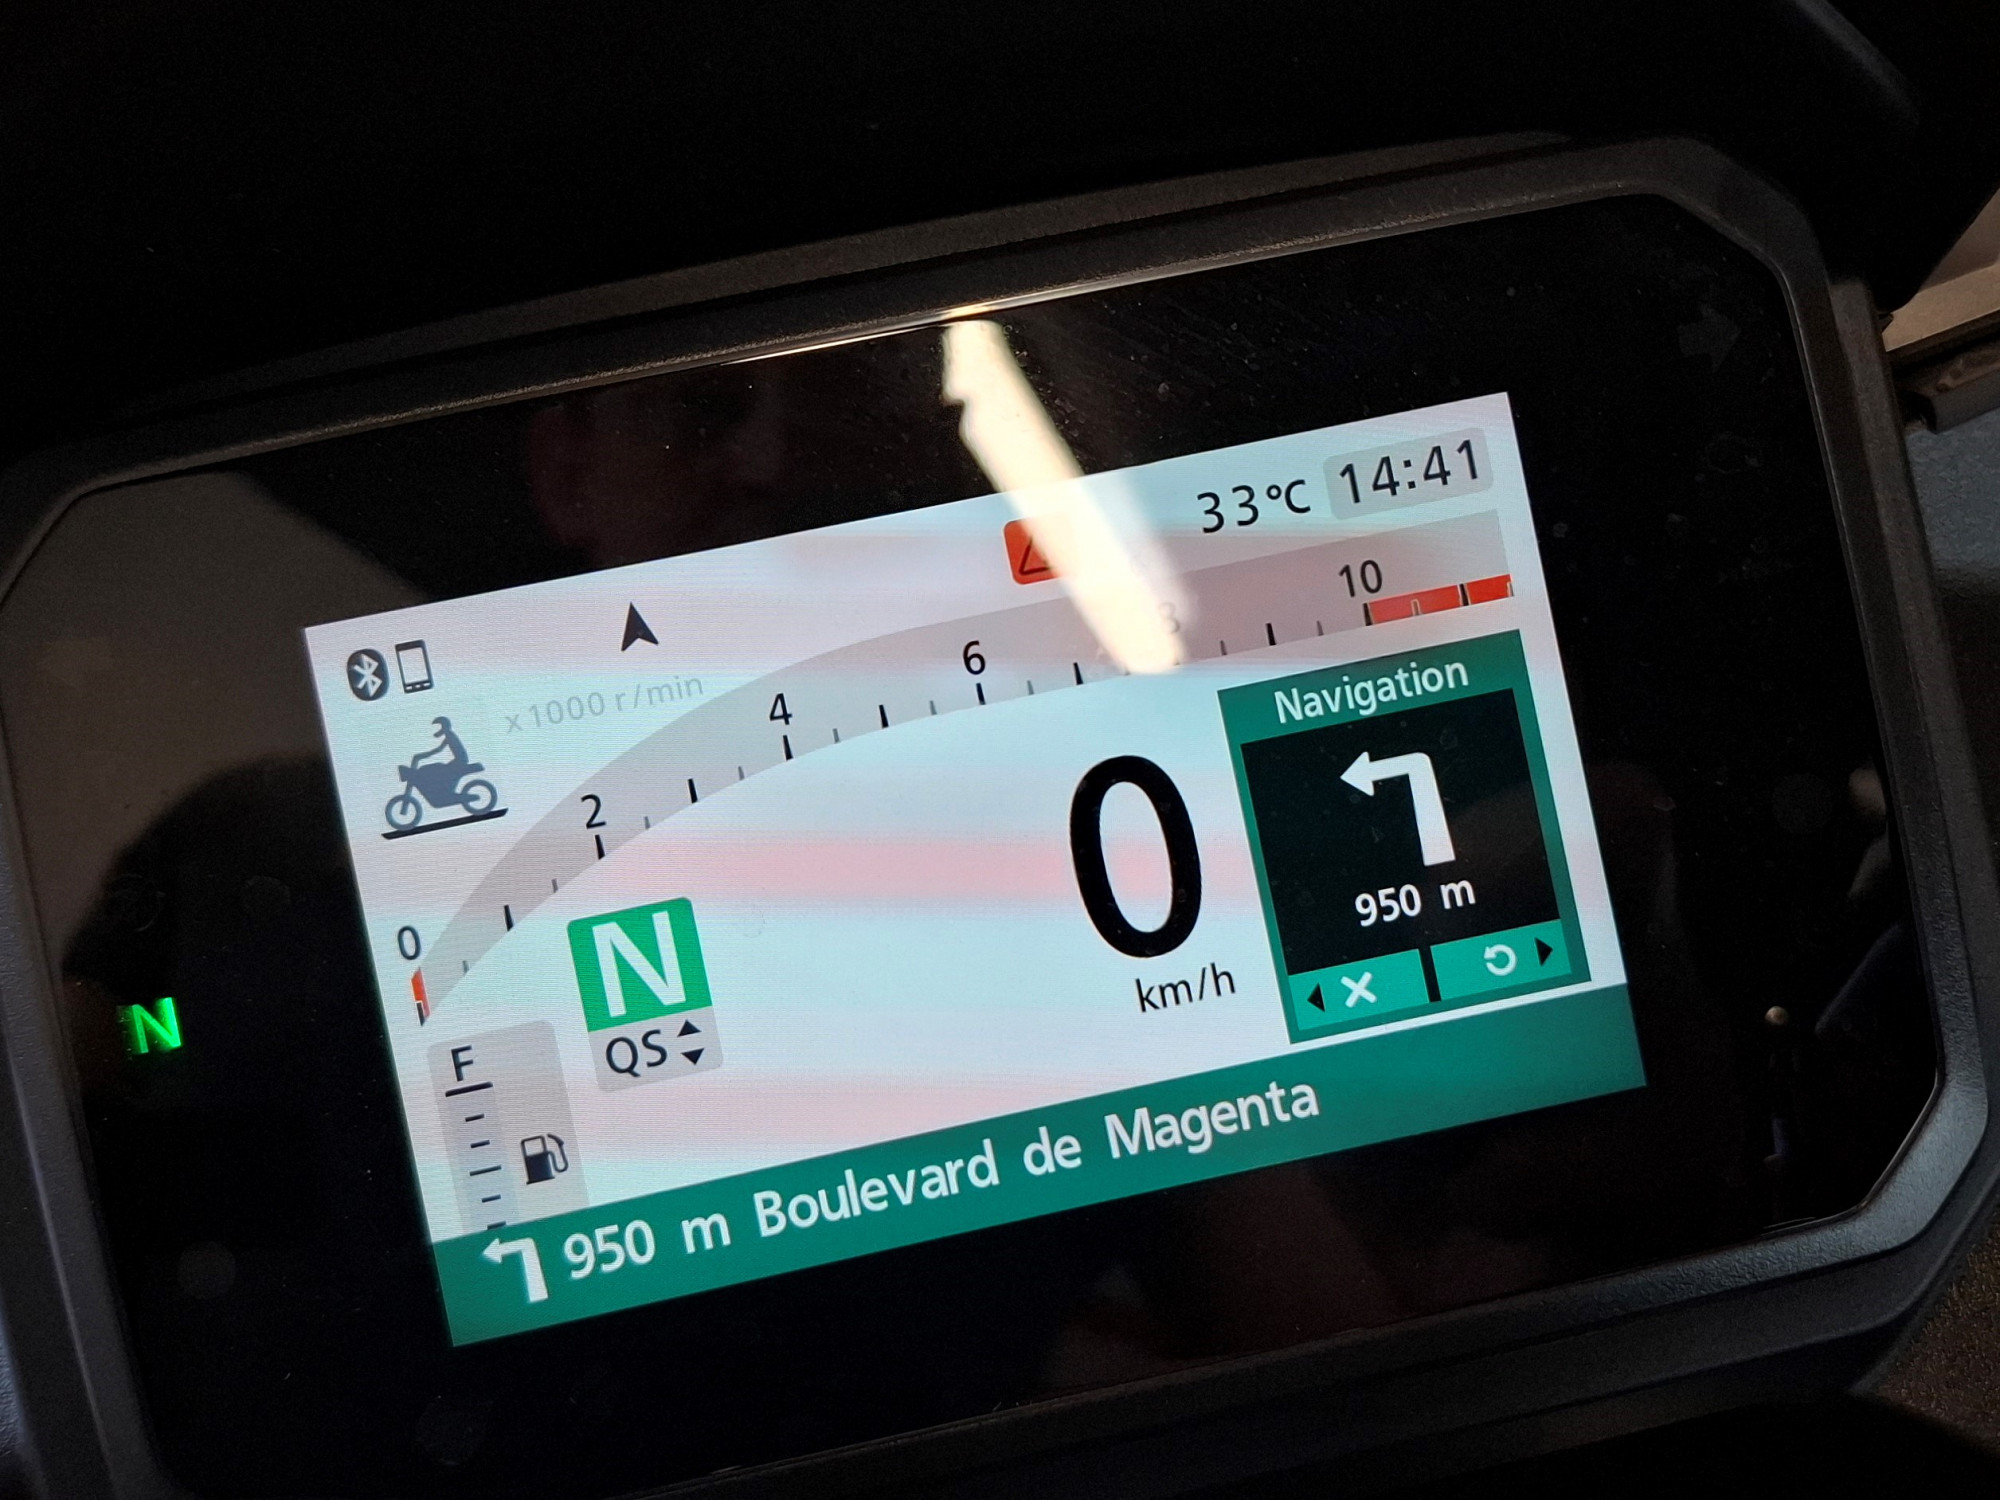 33°C 14:41
x1000 r/min
0
2
4
6
8
10
Navigation
950 m
0
km/h
N
QS
N
F
950 m Boulevard de Magenta